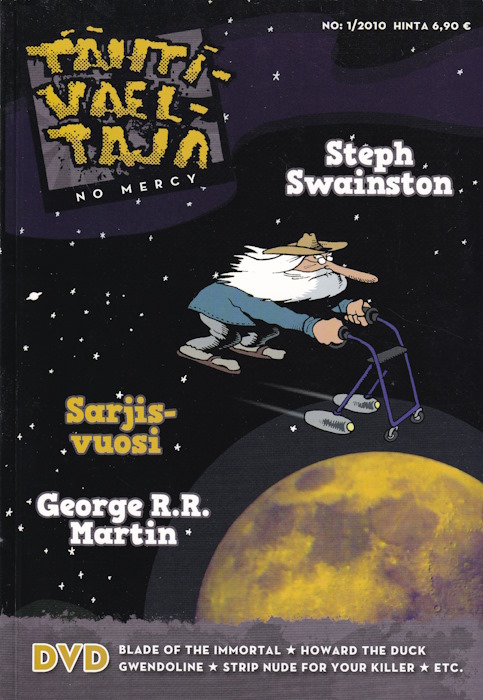 NO: 1/2010 HINTA 6,90 €
TÄHTI-
VAEL-
TAJA
NO MERCY
Steph
Swainston
Sarjis-
vuosi
George R.R.
Martin
DVD
BLADE OF THE IMMORTAL ★ HOWARD THE DUCK
GWENDOLINE ★ STRIP NUDE FOR YOUR KILLER ★ ETC.